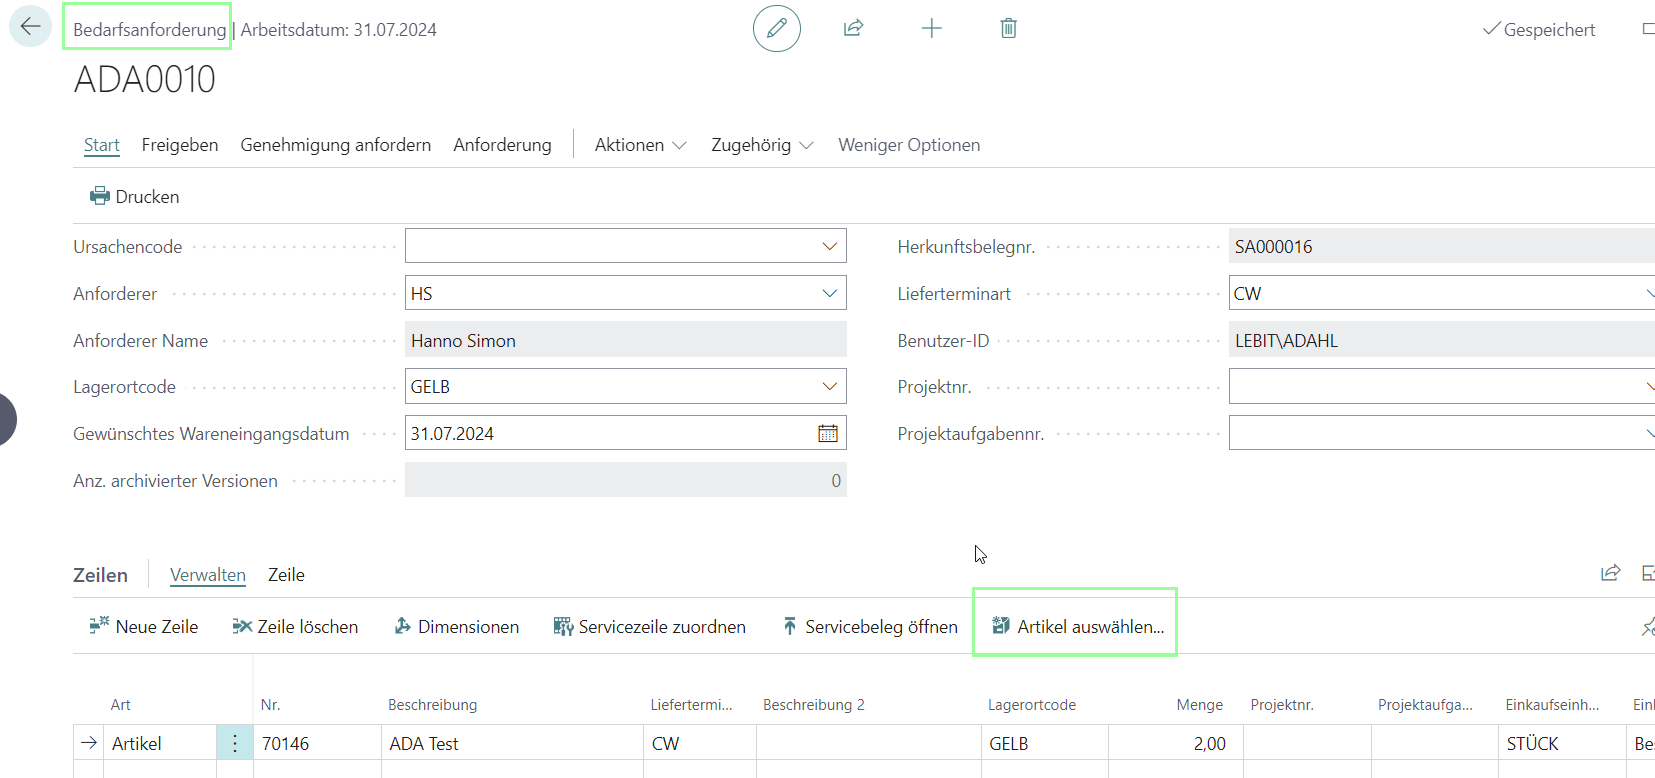 Bedarfsanforderung | Arbeitsdatum: 31.07.2024
Gespeichert
ADA0010
Start Freigeben Genehmigung anfordern Anforderung Aktionen Zugehörig Weniger Optionen
Drucken
Ursachencode
Herkunftsbelegnr. SA000016
Anforderer HS
Lieferterminart CW
Anforderer Name Hanno Simon
Benutzer-ID LEBIT\ADAHL
Lagerortcode GELB
Projektnr.
Gewünschtes Wareneingangsdatum 31.07.2024
Projektaufgabennr.
Anz. archivierter Versionen 0
Zeilen Verwalten Zeile
Neue Zeile Zeile löschen Dimensionen Servicezeile zuordnen Servicebeleg öffnen Artikel auswählen...
Art Nr. Beschreibung Liefertermi... Beschreibung 2 Lagerortcode Menge Projektnr. Projektaufga... Einkaufseinh... Einl
Artikel 70146 ADA Test CW GELB 2,00 STÜCK Bes